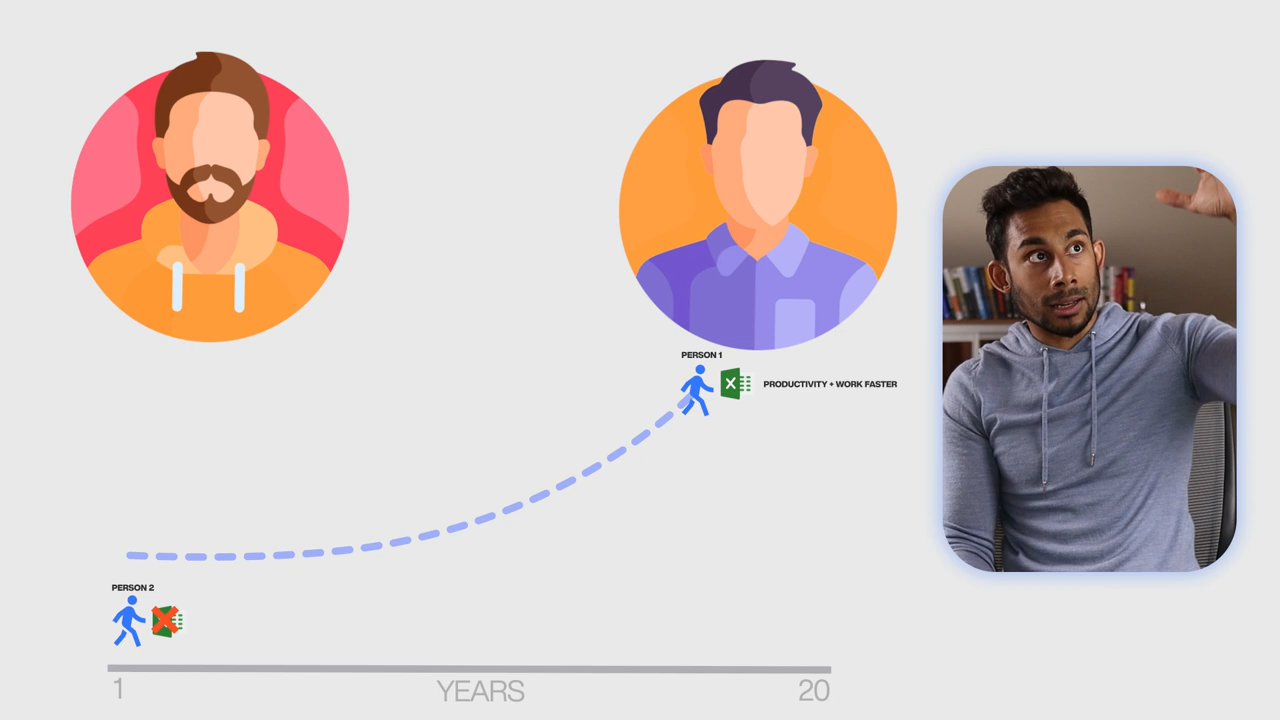 PERSON 1
X
PRODUCTIVITY + WORK FASTER
PERSON 2
1
YEARS
20